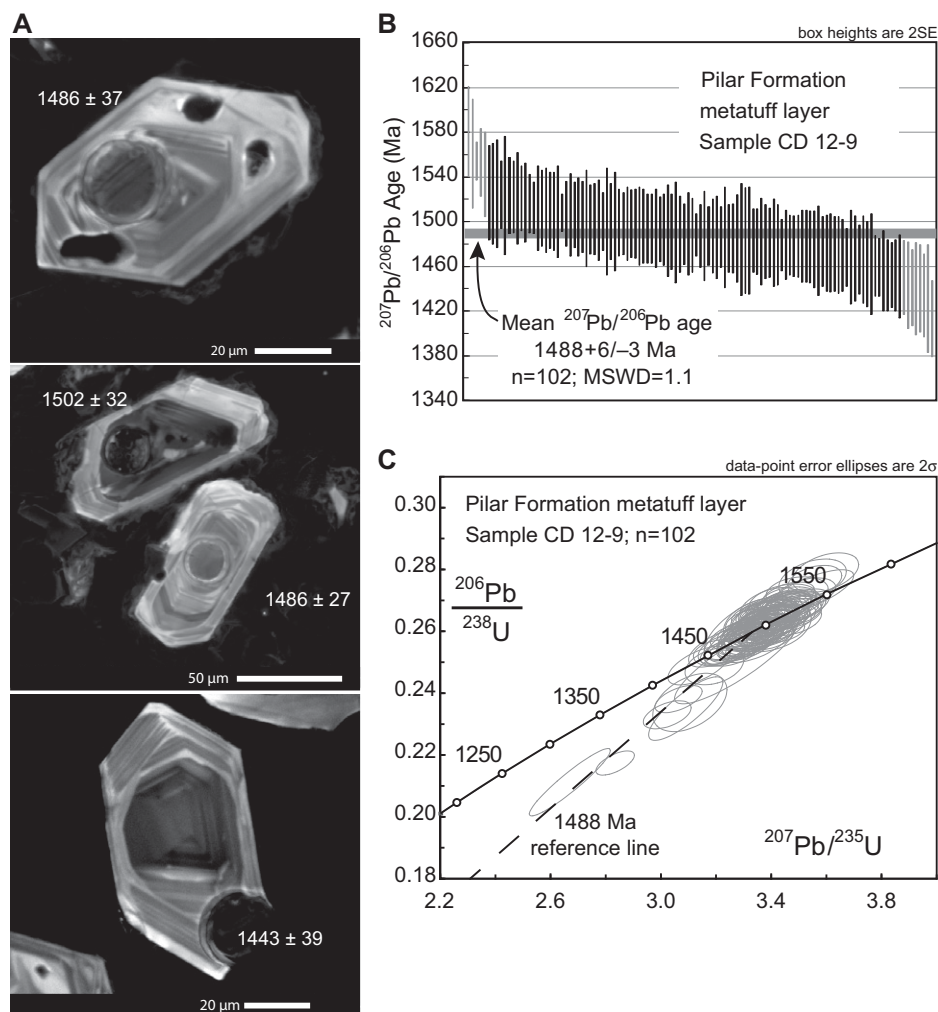 A
1486 ± 37
20 µm
1502 ± 32
1486 ± 27
50 µm
1443 ± 39
20 µm
B
box heights are 2SE
1660
1620
1580
1540
1500
1460
1420
1380
1340
²⁰⁷Pb/²⁰⁶Pb Age (Ma)
Pilar Formation
metatuff layer
Sample CD 12-9
Mean ²⁰⁷Pb/²⁰⁶Pb age
1488+6/–3 Ma
n=102; MSWD=1.1
C
data-point error ellipses are 2σ
Pilar Formation metatuff layer
Sample CD 12-9; n=102
²⁰⁶Pb
²³⁸U
0.30
0.28
0.26
0.24
0.22
0.20
0.18
1550
1450
1350
1250
1488 Ma
reference line
²⁰⁷Pb/²³⁵U
2.2
2.6
3.0
3.4
3.8